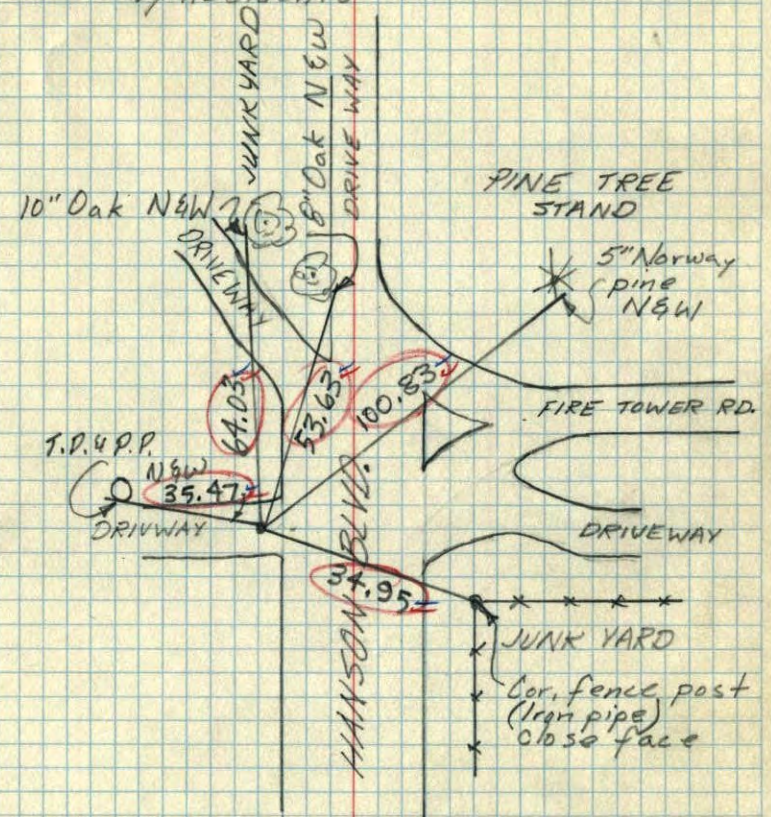 JUNKYARD
8" Oak N&W
DRIVE WAY
10" Oak N&W
DRIVEWAY
PINE TREE
STAND
5" Norway
pine
N&W
64.03
53.63
100.83
FIRE TOWER RD.
T.P. & P.P.
N&W
35.47
DRIVWAY
HANSON BLVD.
DRIVEWAY
34.95
JUNK YARD
Cor. fence post
(Iron pipe)
close face